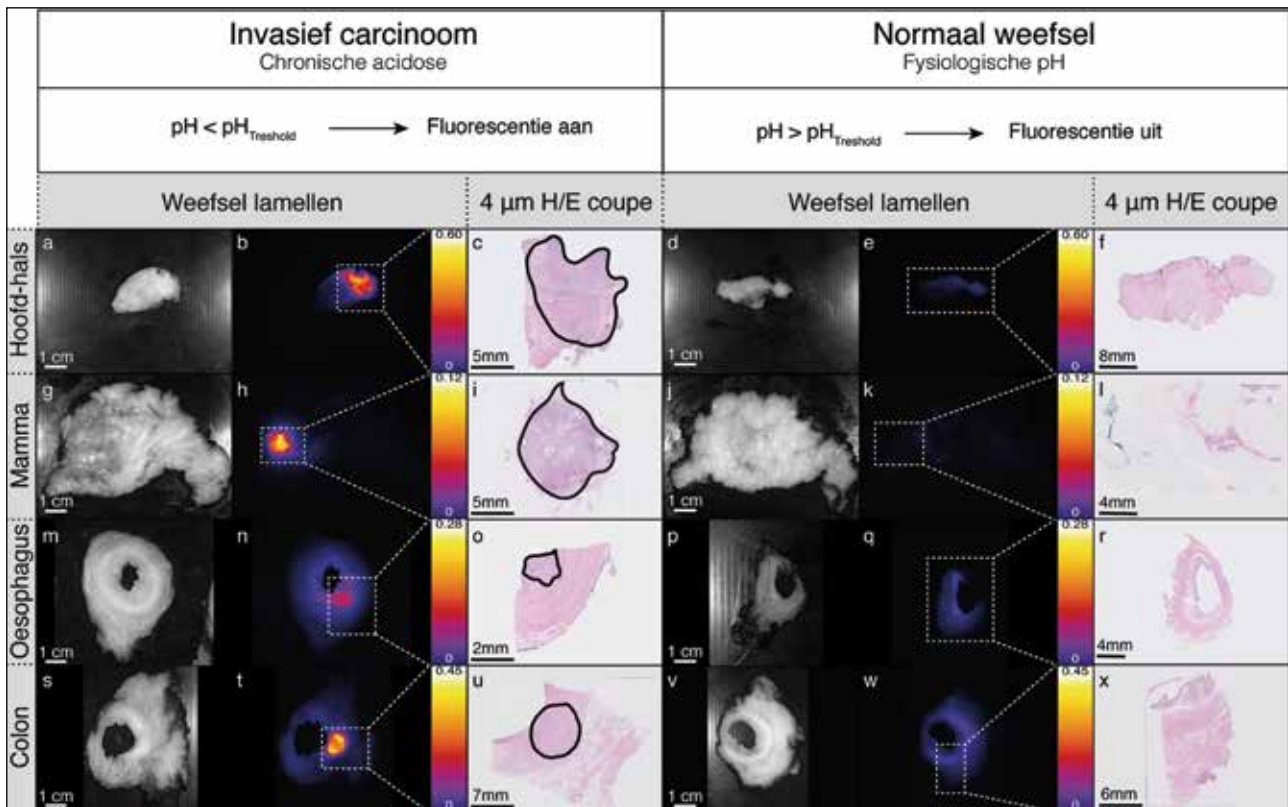 Invasief carcinoom
Chronische acidose
Normaal weefsel
Fysiologische pH
pH < pHTreshold → Fluorescentie aan
pH > pHTreshold → Fluorescentie uit
Weefsel lamellen
4 µm H/E coupe
Weefsel lamellen
4 µm H/E coupe
Hoofd-hals
a
1 cm
b
0.60
0
c
5mm
d
1 cm
e
0.60
0
f
8mm
Mamma
g
1 cm
h
0.12
0
i
5mm
j
1 cm
k
0.12
0
l
4mm
Oesophagus
m
1 cm
n
0.28
0
o
2mm
p
1 cm
q
0.28
0
r
4mm
Colon
s
1 cm
t
0.45
0
u
7mm
v
1 cm
w
0.45
0
x
6mm